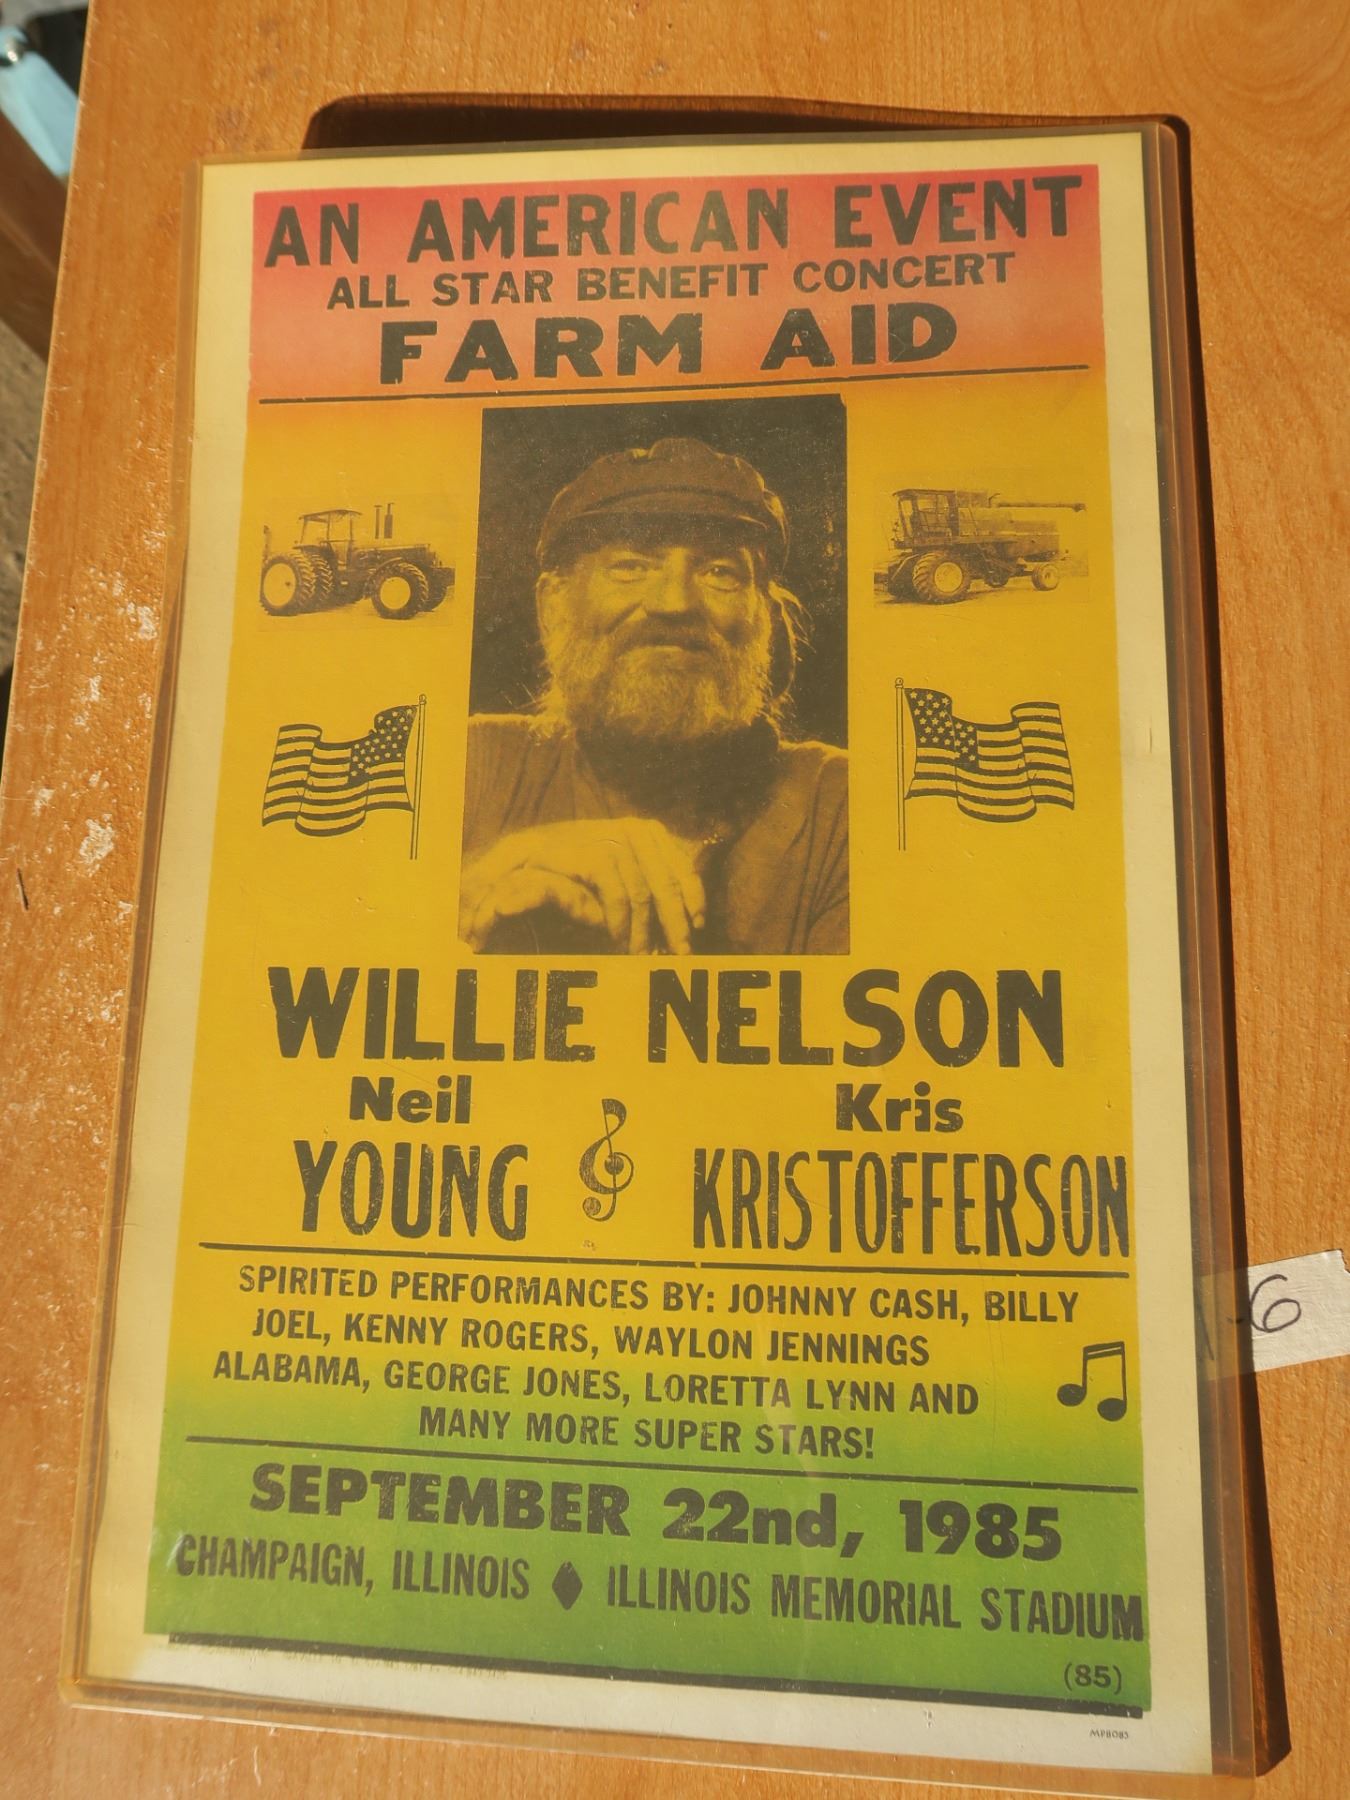 AN AMERICAN EVENT
ALL STAR BENEFIT CONCERT
FARM AID
WILLIE NELSON
Neil
YOUNG
Kris
KRISTOFFERSON
SPIRITED PERFORMANCES BY: JOHNNY CASH, BILLY
JOEL, KENNY ROGERS, WAYLON JENNINGS
ALABAMA, GEORGE JONES, LORETTA LYNN AND
MANY MORE SUPER STARS!
SEPTEMBER 22nd, 1985
CHAMPAIGN, ILLINOIS ♦ ILLINOIS MEMORIAL STADIUM
(85)
MPB085
6